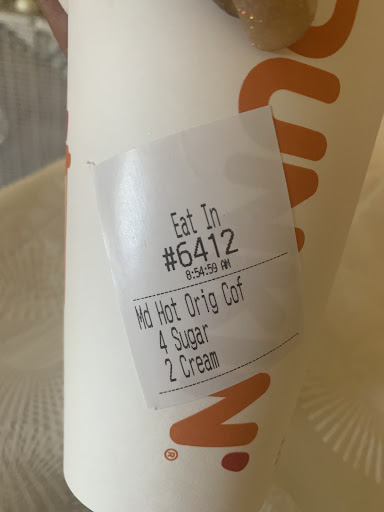 Eat In
#6412
8:54:59 AM
Md Hot Orig Cof
4 Sugar
2 Cream
®